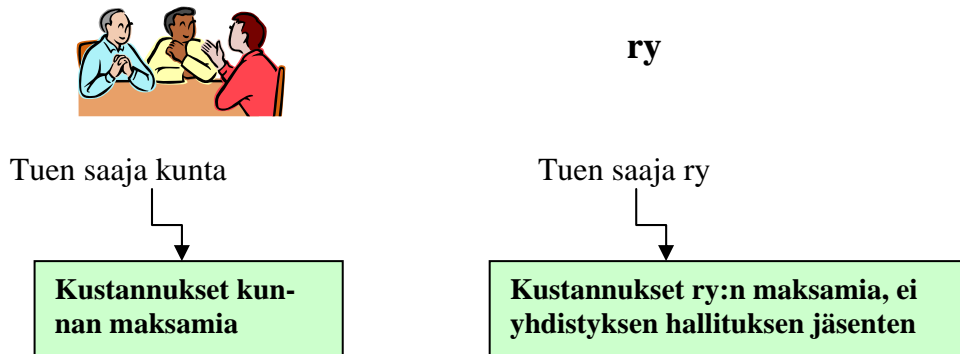 ry
Tuen saaja kunta
Tuen saaja ry
Kustannukset kun-
nan maksamia
Kustannukset ry:n maksamia, ei
yhdistyksen hallituksen jäsenten